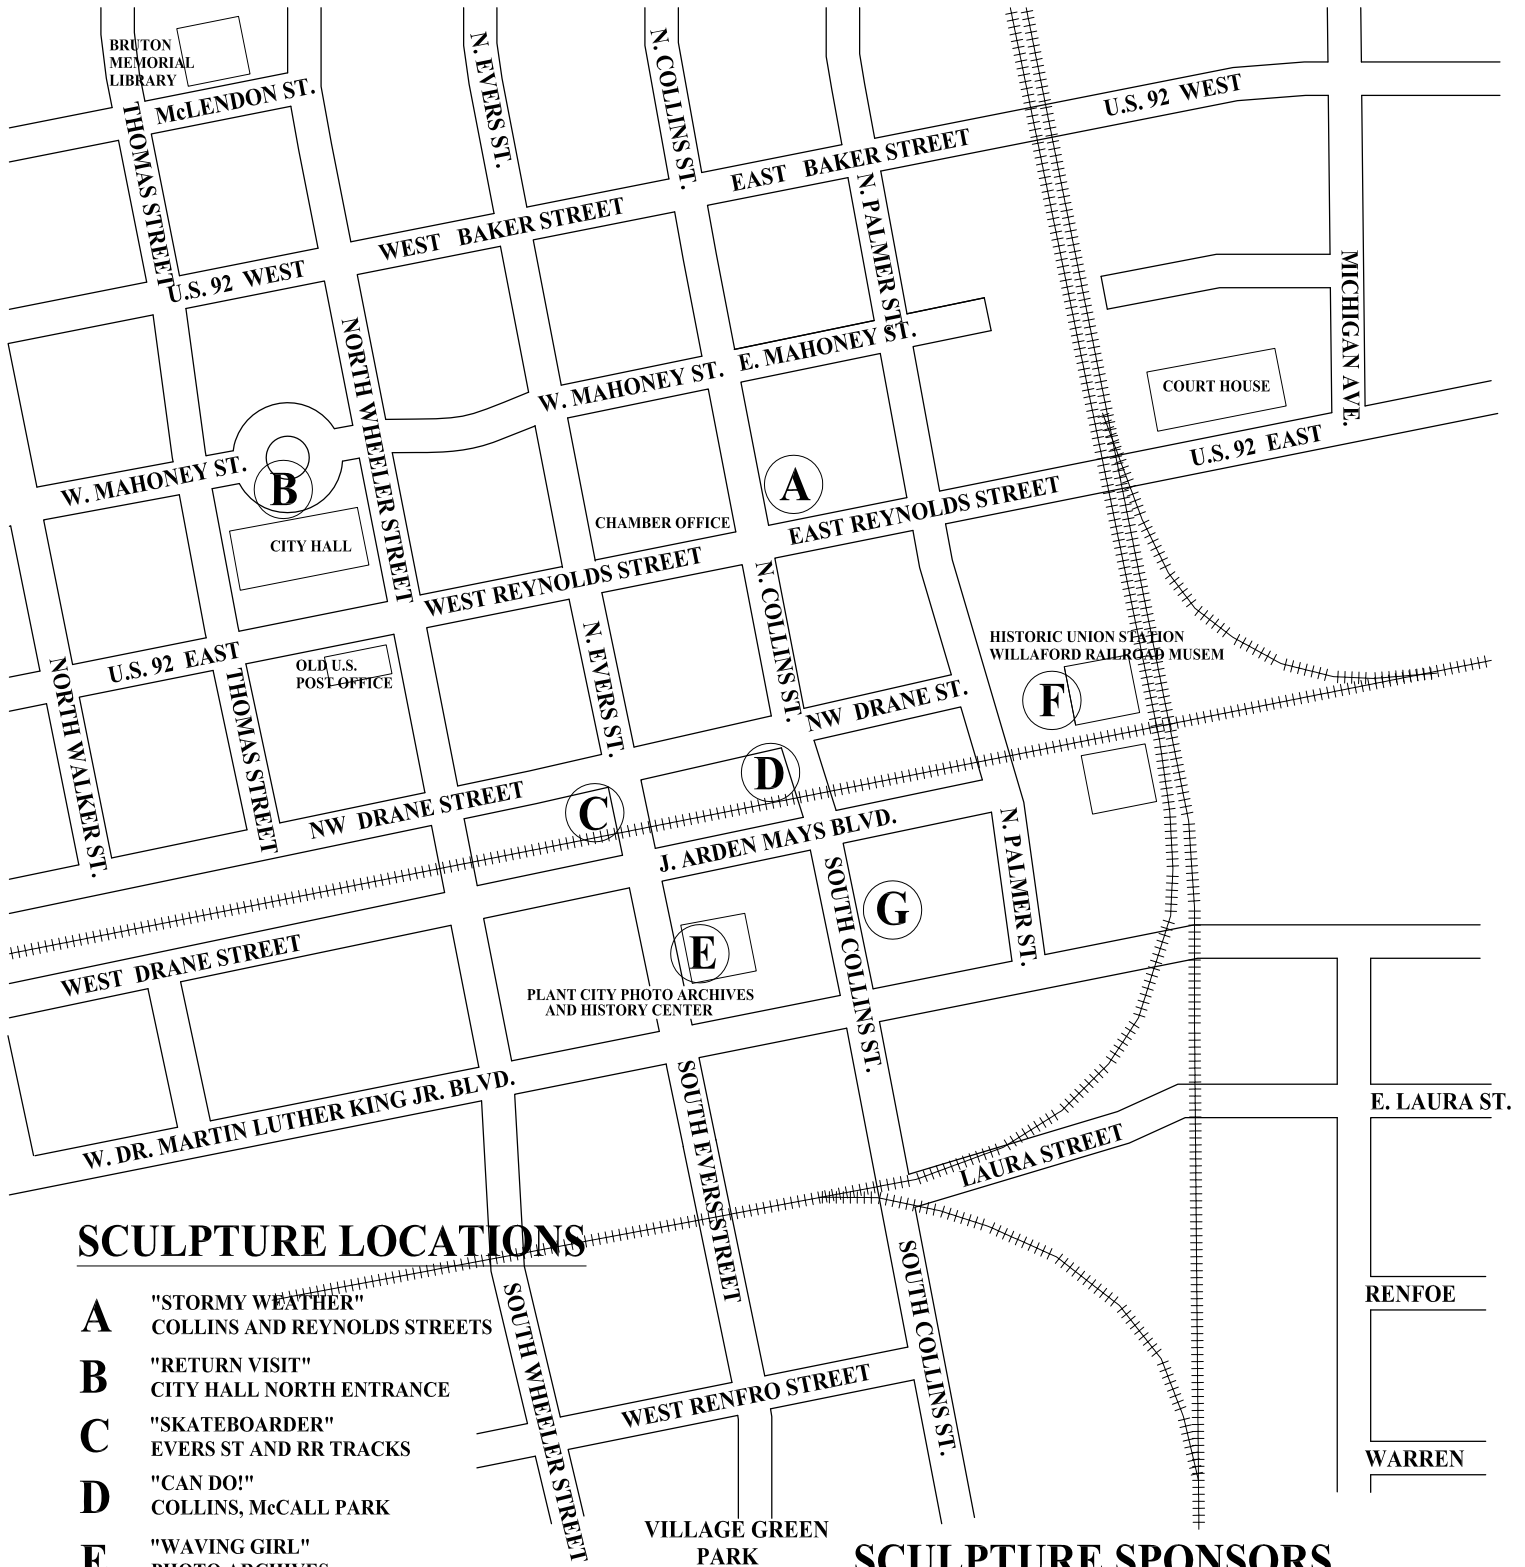 BRUTON
MEMORIAL
LIBRARY
McLENDON ST.
THOMAS STREET
N. EVERS ST.
N. COLLINS ST.
U.S. 92 WEST
EAST BAKER STREET
WEST BAKER STREET
U.S. 92 WEST
N. PALMER ST.
MICHIGAN AVE.
NORTH WHEELER STREET
E. MAHONEY ST.
W. MAHONEY ST.
COURT HOUSE
U.S. 92 EAST
W. MAHONEY ST.
B
A
CHAMBER OFFICE
EAST REYNOLDS STREET
CITY HALL
WEST REYNOLDS STREET
N. COLLINS ST.
N. EVERS ST.
HISTORIC UNION STATION
WILLAFORD RAILROAD MUSEM
U.S. 92 EAST
OLD U.S.
POST OFFICE
NORTH WALKER ST.
THOMAS STREET
F
NW DRANE ST.
D
C
NW DRANE STREET
J. ARDEN MAYS BLVD.
N. PALMER ST.
SOUTH COLLINS ST.
G
E
WEST DRANE STREET
PLANT CITY PHOTO ARCHIVES
AND HISTORY CENTER
W. DR. MARTIN LUTHER KING JR. BLVD.
SOUTH EVERS STREET
E. LAURA ST.
LAURA STREET
SOUTH COLLINS ST.
SOUTH WHEELER STREET
RENFOE
WEST RENFRO STREET
WARREN
VILLAGE GREEN
PARK
SCULPTURE LOCATIONS
A "STORMY WEATHER"
COLLINS AND REYNOLDS STREETS
B "RETURN VISIT"
CITY HALL NORTH ENTRANCE
C "SKATEBOARDER"
EVERS ST AND RR TRACKS
D "CAN DO!"
COLLINS, McCALL PARK
E "WAVING GIRL"
PHOTO ARCHIVES
SCULPTURE SPONSORS